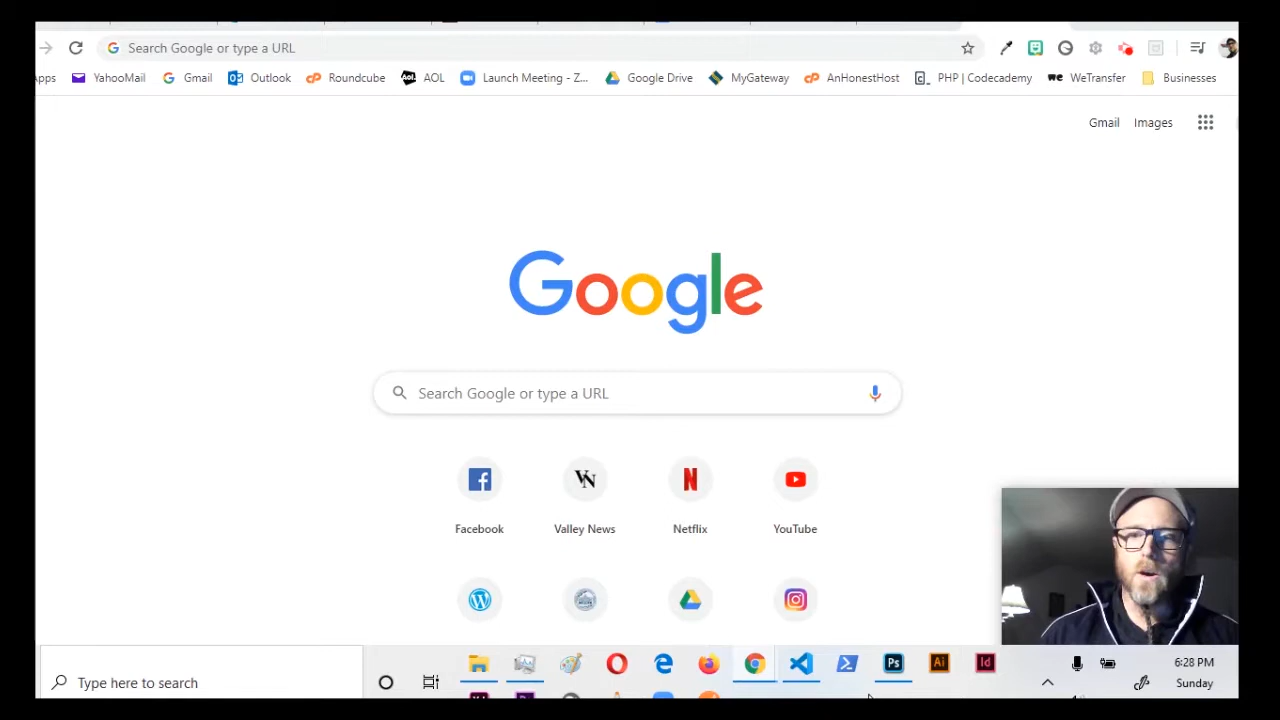 Search Google or type a URL
pps YahooMail Gmail Outlook Roundcube AOL Launch Meeting - Z... Google Drive MyGateway AnHonestHost PHP | Codecademy WeTransfer Businesses
Gmail Images
Google
Search Google or type a URL
Facebook Valley News Netflix YouTube
Type here to search
6:28 PM
Sunday